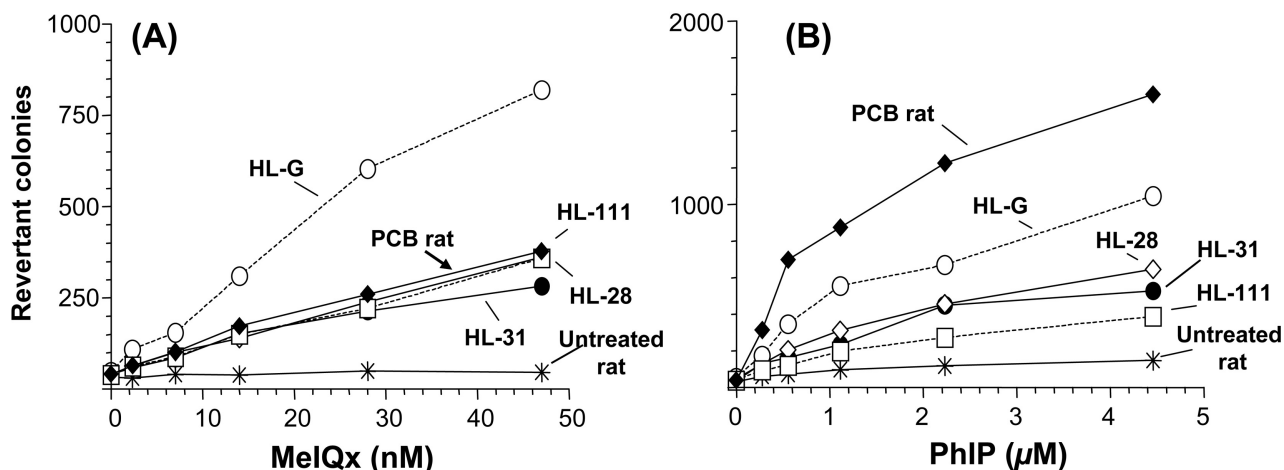 (A)
Revertant colonies
1000
750
500
250
0
10
20
30
40
50
MelQx (nM)
HL-G
PCB rat
HL-111
HL-28
HL-31
Untreated
rat
(B)
2000
1000
0
1
2
3
4
5
PhIP (µM)
PCB rat
HL-G
HL-28
HL-31
HL-111
Untreated
rat